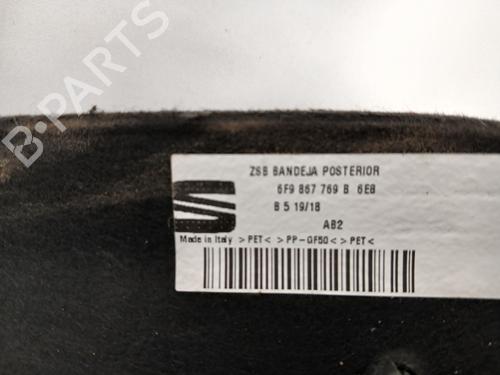 B-PARTS
ZSB BANDEJA POSTERIOR
6F9 867 769 B 6E8
B 5 19/18
AB2
Made in Italy >PET< >PP-GF50<>PET<